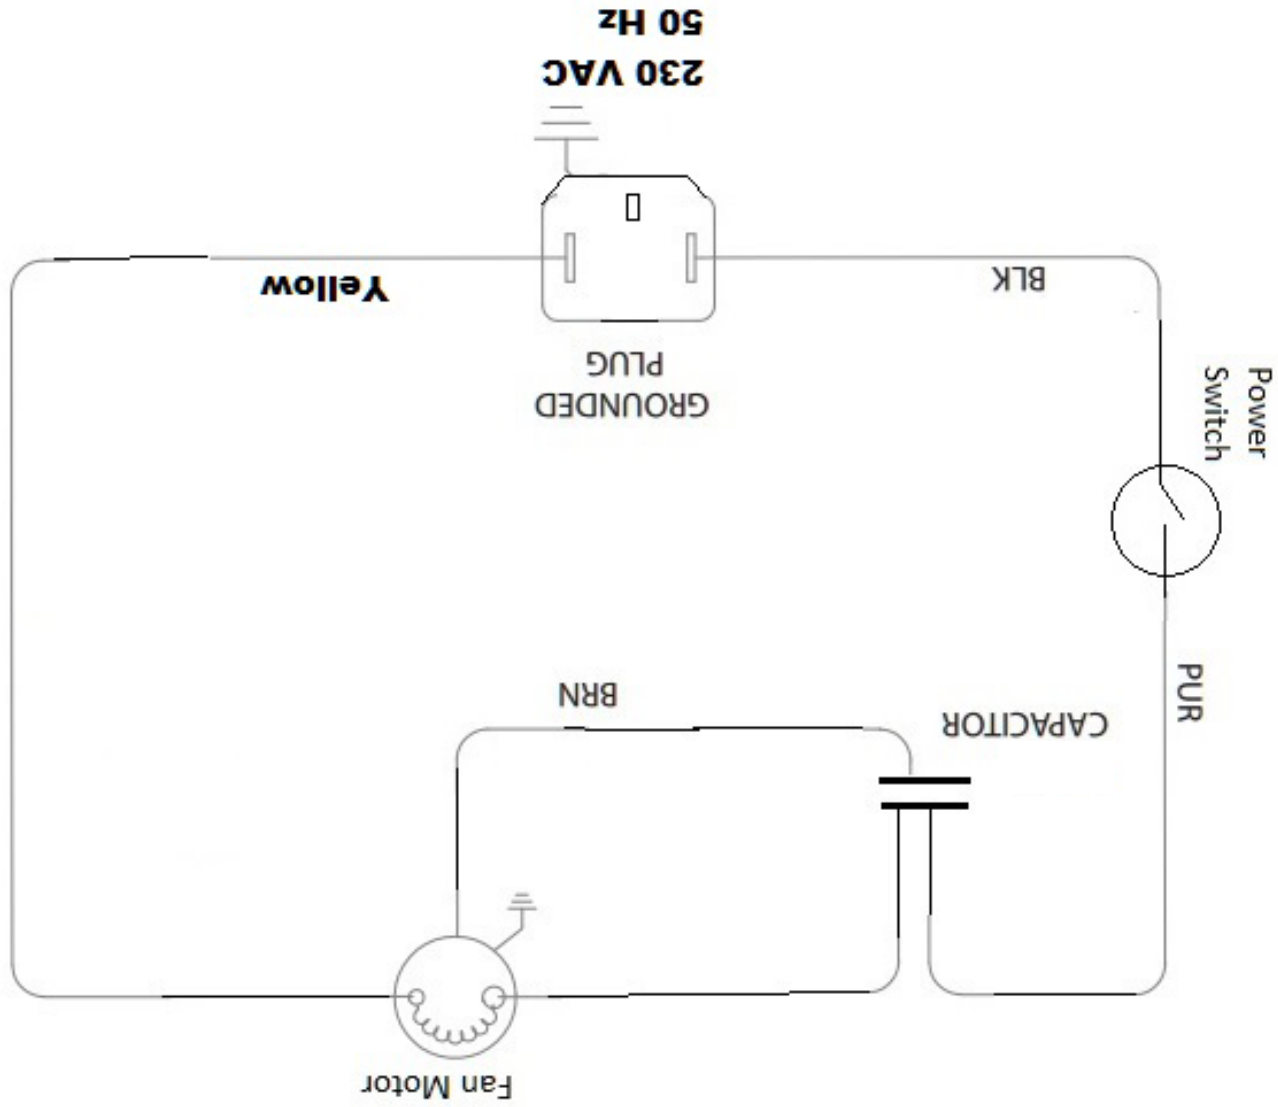 230 VAC
50 Hz
Yellow
BLK
GROUNDED
PLUG
Power
Switch
BRN
CAPACITOR
PUR
Fan Motor